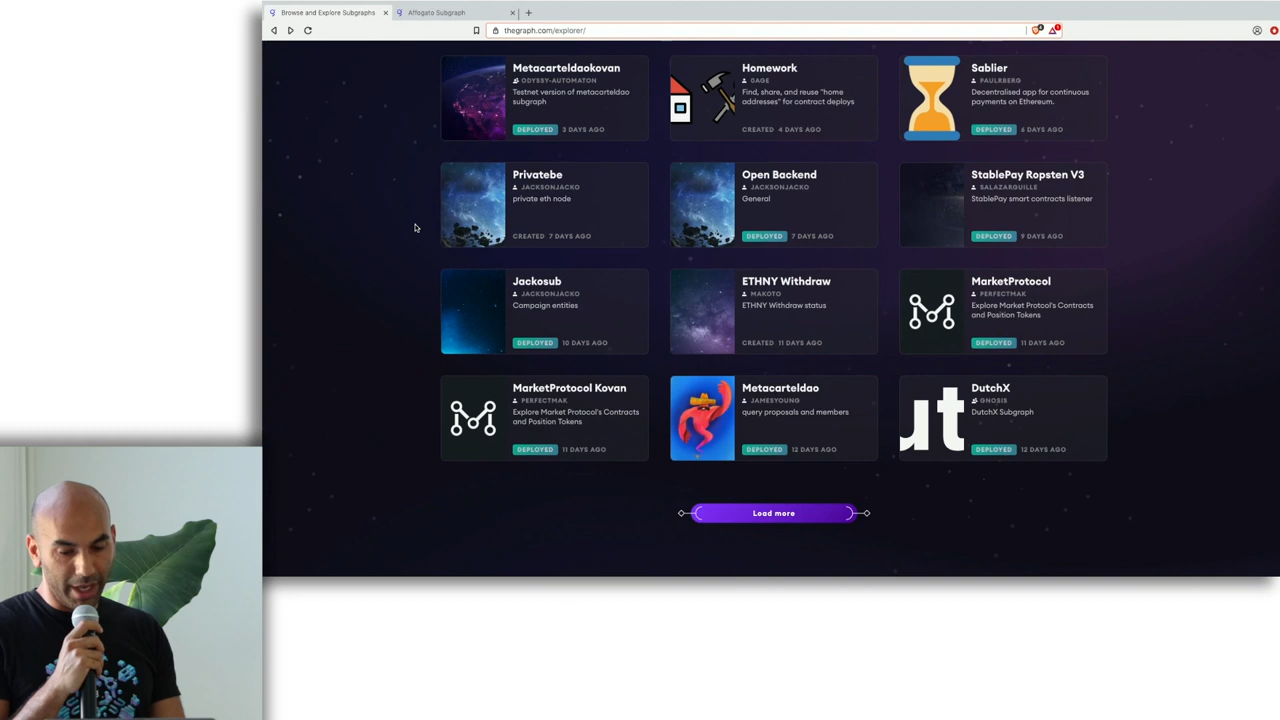 Browse and Explore Subgraphs
Affogato Subgraph
thegraph.com/explorer/
Metacarteldaokovan
ODYSSY-AUTOMATON
Testnet version of metacarteldao
subgraph
DEPLOYED 3 DAYS AGO
Homework
GAGE
Find, share, and reuse "home
addresses" for contract deploys
CREATED 4 DAYS AGO
Sablier
PAULRBERG
Decentralised app for continuous
payments on Ethereum.
DEPLOYED 6 DAYS AGO
Privatebe
JACKSONJACKO
private eth node
CREATED 7 DAYS AGO
Open Backend
JACKSONJACKO
General
DEPLOYED 7 DAYS AGO
StablePay Ropsten V3
SALAZARGUILLE
StablePay smart contracts listener
DEPLOYED 9 DAYS AGO
Jackosub
JACKSONJACKO
Campaign entities
DEPLOYED 10 DAYS AGO
ETHNY Withdraw
MAKOTO
ETHNY Withdraw status
CREATED 11 DAYS AGO
MarketProtocol
PERFECTMAK
Explore Market Protcol's Contracts
and Position Tokens
DEPLOYED 11 DAYS AGO
MarketProtocol Kovan
PERFECTMAK
Explore Market Protocol's Contracts
and Position Tokens
DEPLOYED 11 DAYS AGO
Metacarteldao
JAMESYOUNG
query proposals and members
DEPLOYED 12 DAYS AGO
ut
DutchX
GNOSIS
DutchX Subgraph
DEPLOYED 12 DAYS AGO
Load more